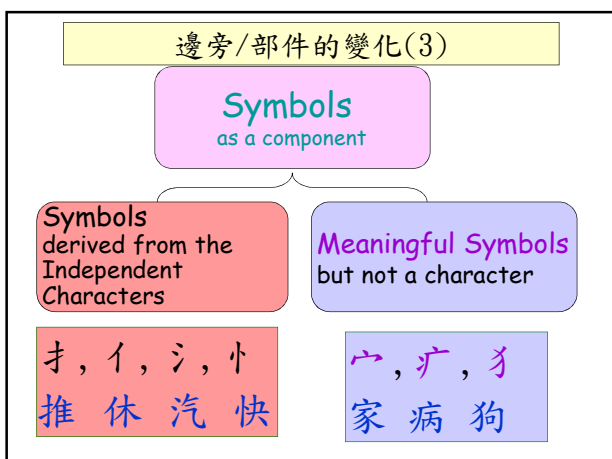 邊旁/部件的變化(3)
Symbols
as a component
Symbols
derived from the
Independent
Characters
Meaningful Symbols
but not a character
扌, 亻, 氵, 忄
推 休 汽 快
宀, 疒, 犭
家 病 狗